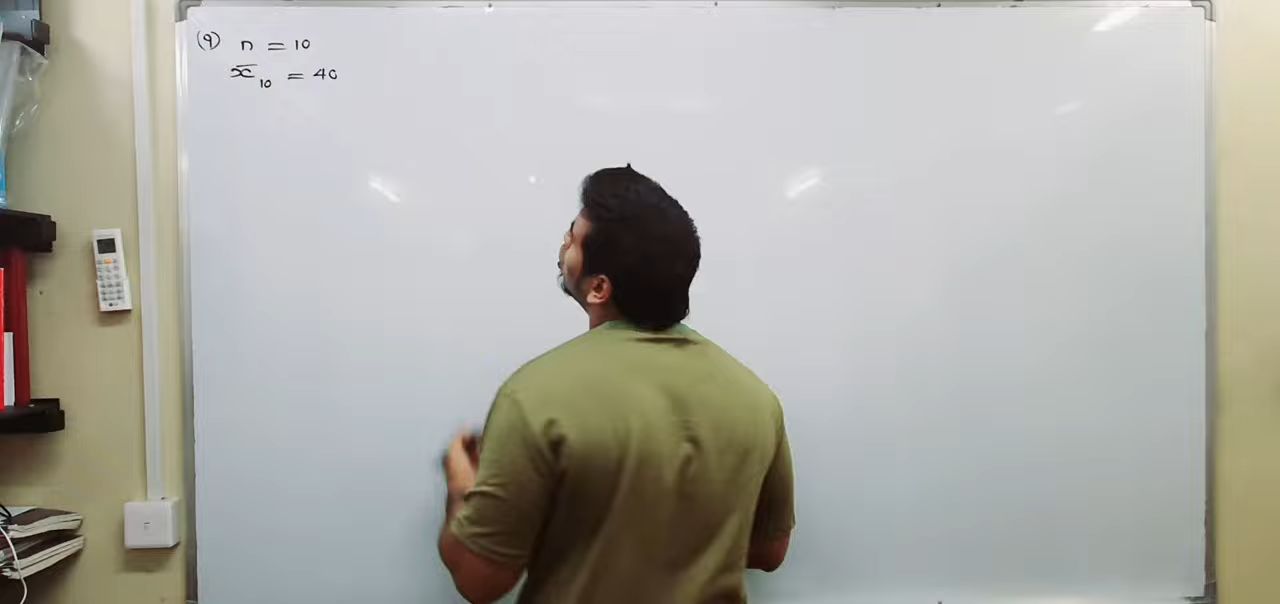 (9) n = 10
x̄₁₀ = 40